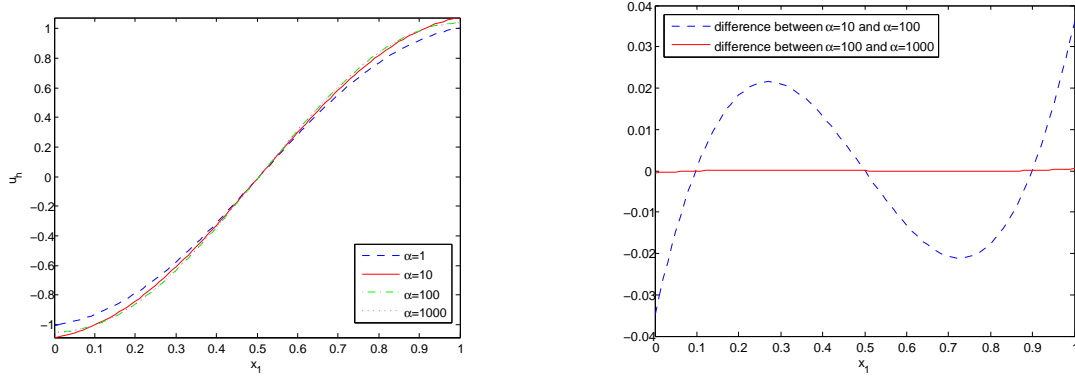 1
0.8
0.6
0.4
0.2
0
−0.2
−0.4
−0.6
−0.8
−1
u_h
0 0.1 0.2 0.3 0.4 0.5 0.6 0.7 0.8 0.9 1
x_1
α=1
α=10
α=100
α=1000
0.04
0.03
0.02
0.01
0
−0.01
−0.02
−0.03
−0.04
0 0.1 0.2 0.3 0.4 0.5 0.6 0.7 0.8 0.9 1
x_1
difference between α=10 and α=100
difference between α=100 and α=1000